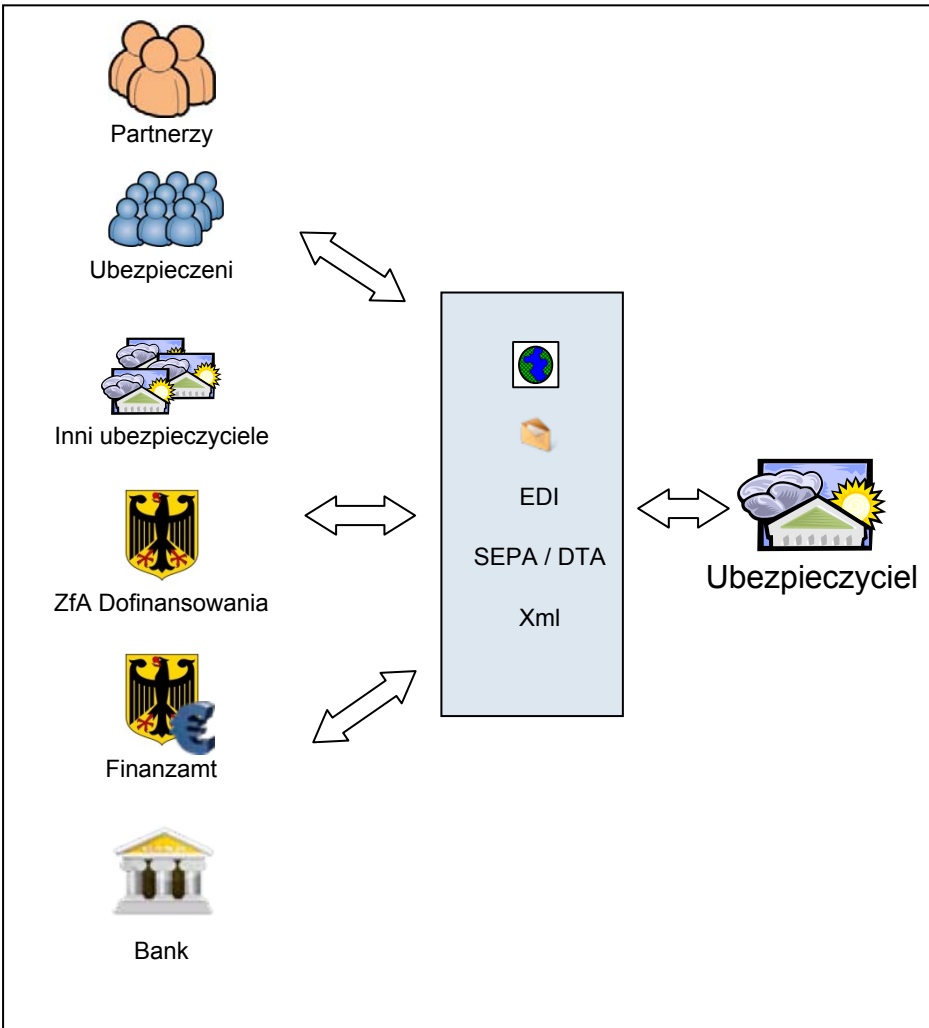 Partnerzy
Ubezpieczeni
Inni ubezpieczyciele
ZfA Dofinansowania
Finanzamt
Bank
EDI
SEPA / DTA
Xml
Ubezpieczyciel